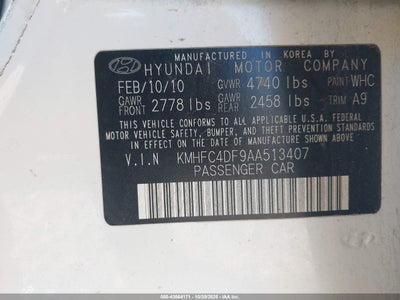 MANUFACTURED IN KOREA BY
HYUNDAI MOTOR COMPANY
FEB/10/10 GVWR 4740 lbs PAINT WHC
GAWR FRONT 2778 lbs GAWR REAR 2458 lbs TRIM A9
THIS VEHICLE CONFORMS TO ALL APPLICABLE U.S.A FEDERAL
MOTOR VEHICLE SAFETY, BUMPER, AND THEFT PREVENTION
STANDARDS IN EFFECT ON THE DATE OF MANUFACTURE SHOWN ABOVE.
V.I.N KMHFC4DF9AA513407
PASSENGER CAR